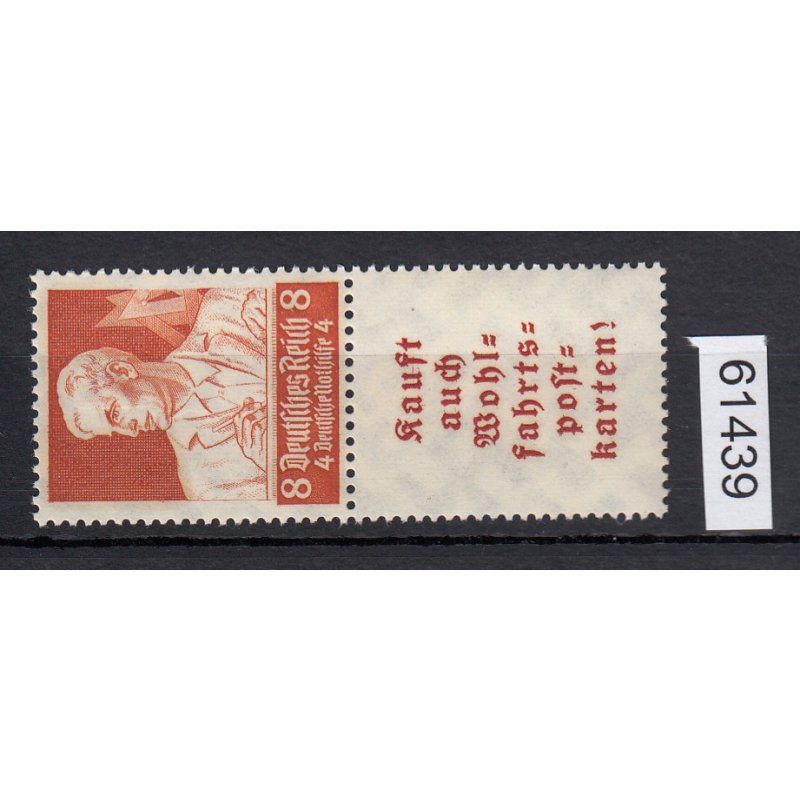 8 Deutsches Reich 8
4 Deutsche Nothilfe 4
Kauft
auch
Wohl=
fahrts=
post=
karten!
61439